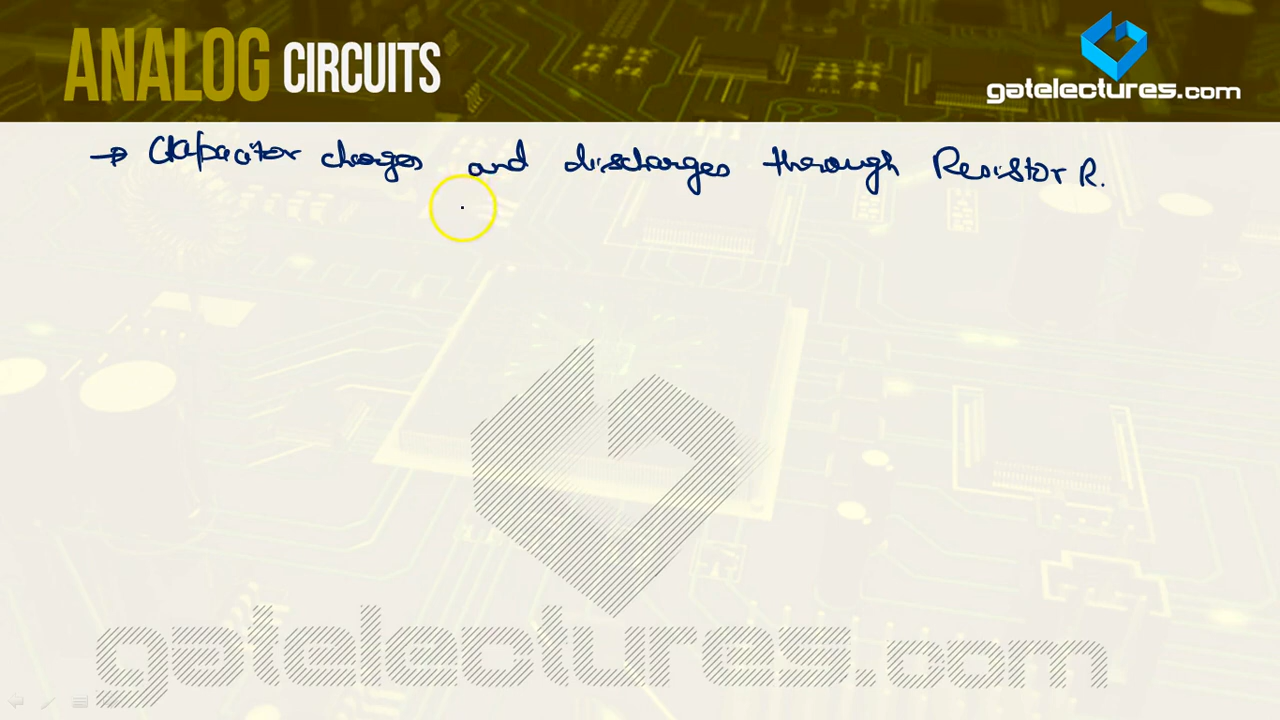 ANALOG CIRCUITS
gatelectures.com
→ Capacitor charges and discharges through Resistor R.
gatelectures.com